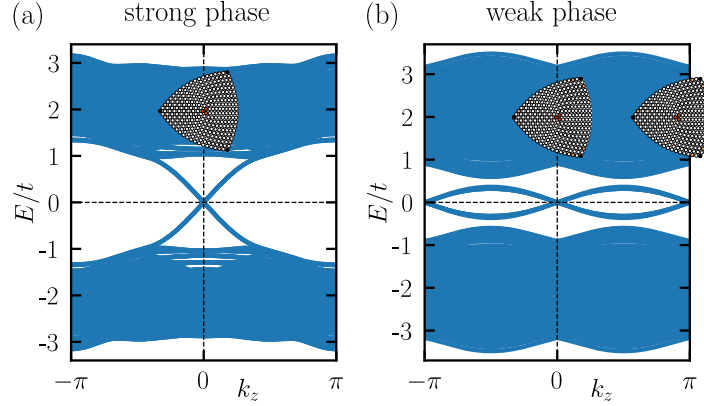 (a) strong phase
(b) weak phase
E/t
3
2
1
0
-1
-2
-3
−π
0
k_z
π
E/t
3
2
1
0
-1
-2
-3
−π
0
k_z
π